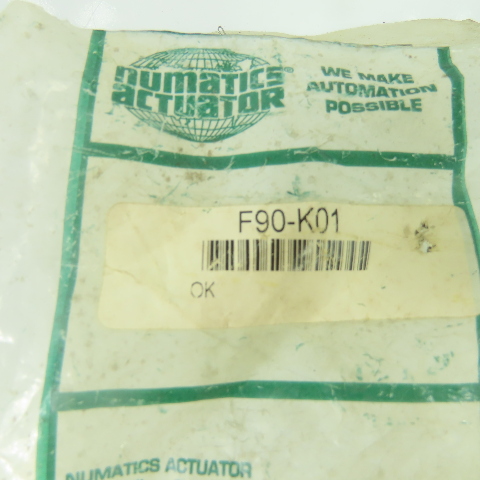 NUMATICS®
ACTUATOR
WE MAKE
AUTOMATION
POSSIBLE
F90-K01
OK
NUMATICS ACTUATOR